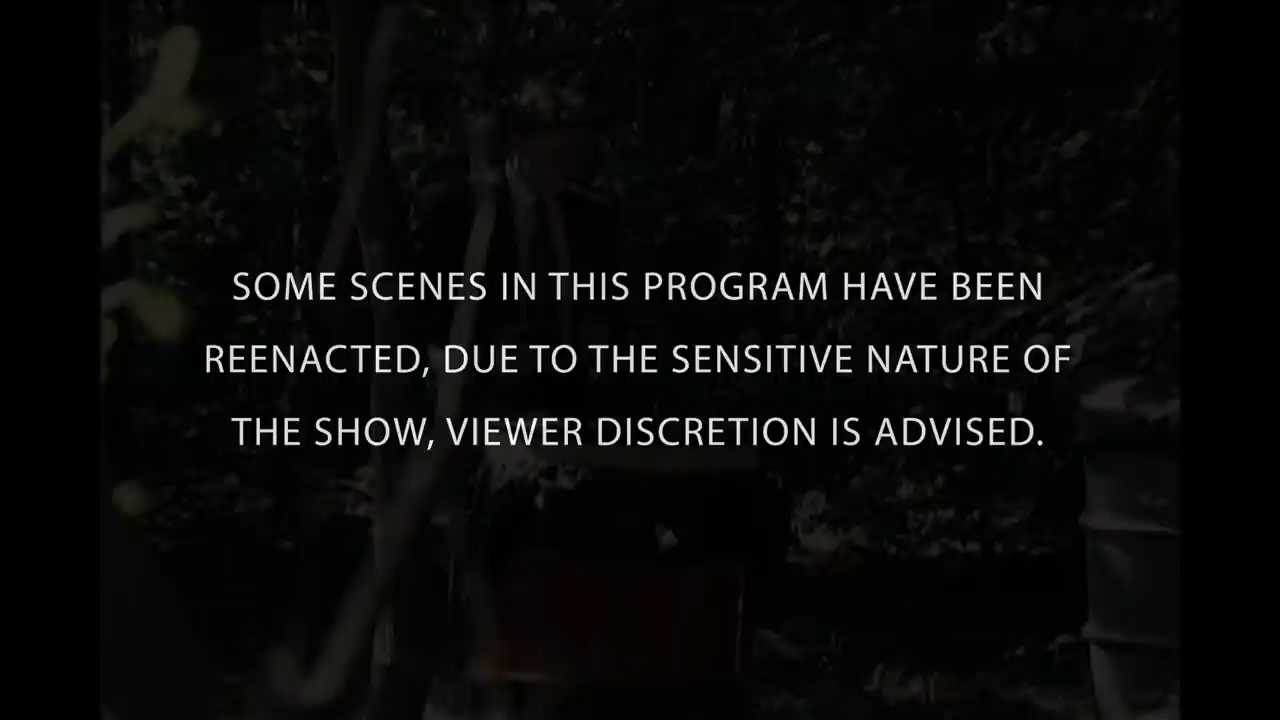 SOME SCENES IN THIS PROGRAM HAVE BEEN
REENACTED, DUE TO THE SENSITIVE NATURE OF
THE SHOW, VIEWER DISCRETION IS ADVISED.